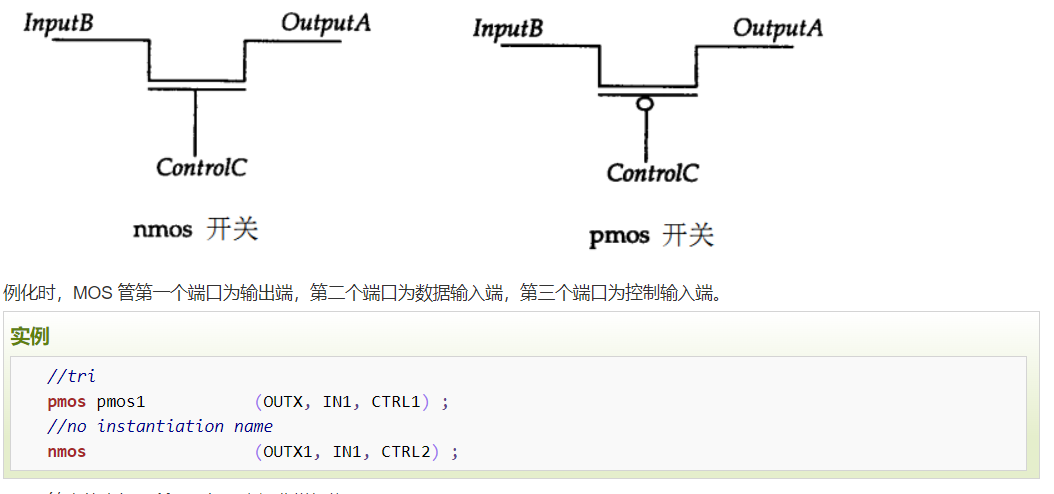 InputB OutputA InputB OutputA
ControlC ControlC
nmos 开关 pmos 开关
例化时，MOS 管第一个端口为输出端，第二个端口为数据输入端，第三个端口为控制输入端。
实例
//tri
pmos pmos1 (OUTX, IN1, CTRL1) ;
//no instantiation name
nmos (OUTX1, IN1, CTRL2) ;